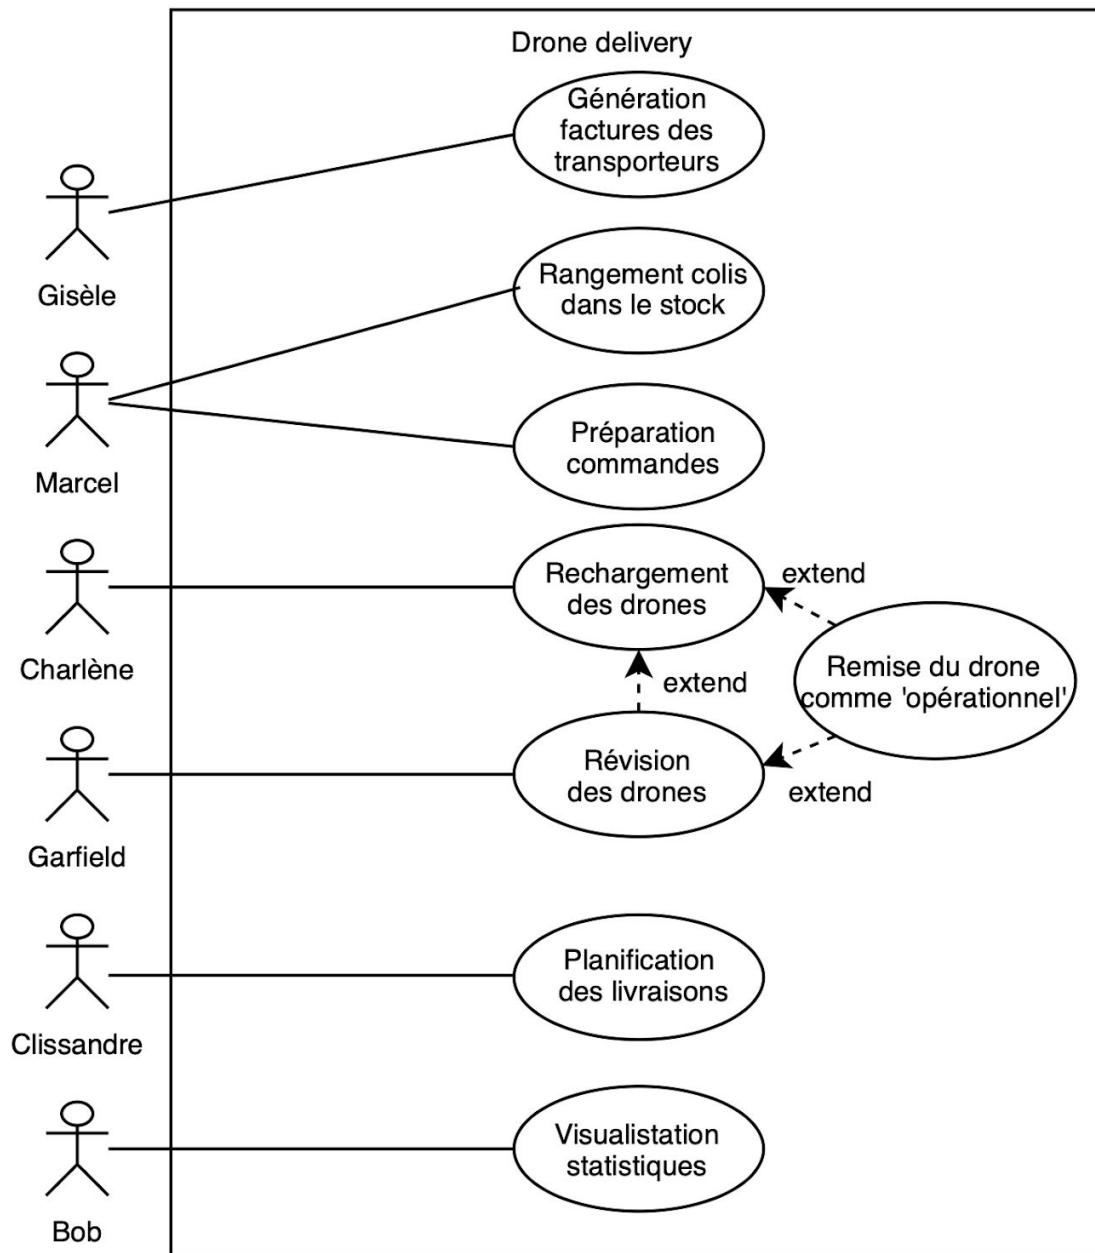 Drone delivery
Génération
factures des
transporteurs
Gisèle
Rangement colis
dans le stock
Marcel
Préparation
commandes
Charlène
Rechargement
des drones
extend
extend
Remise du drone
comme 'opérationnel'
Garfield
Révision
des drones
extend
Clissandre
Planification
des livraisons
Bob
Visualistation
statistiques